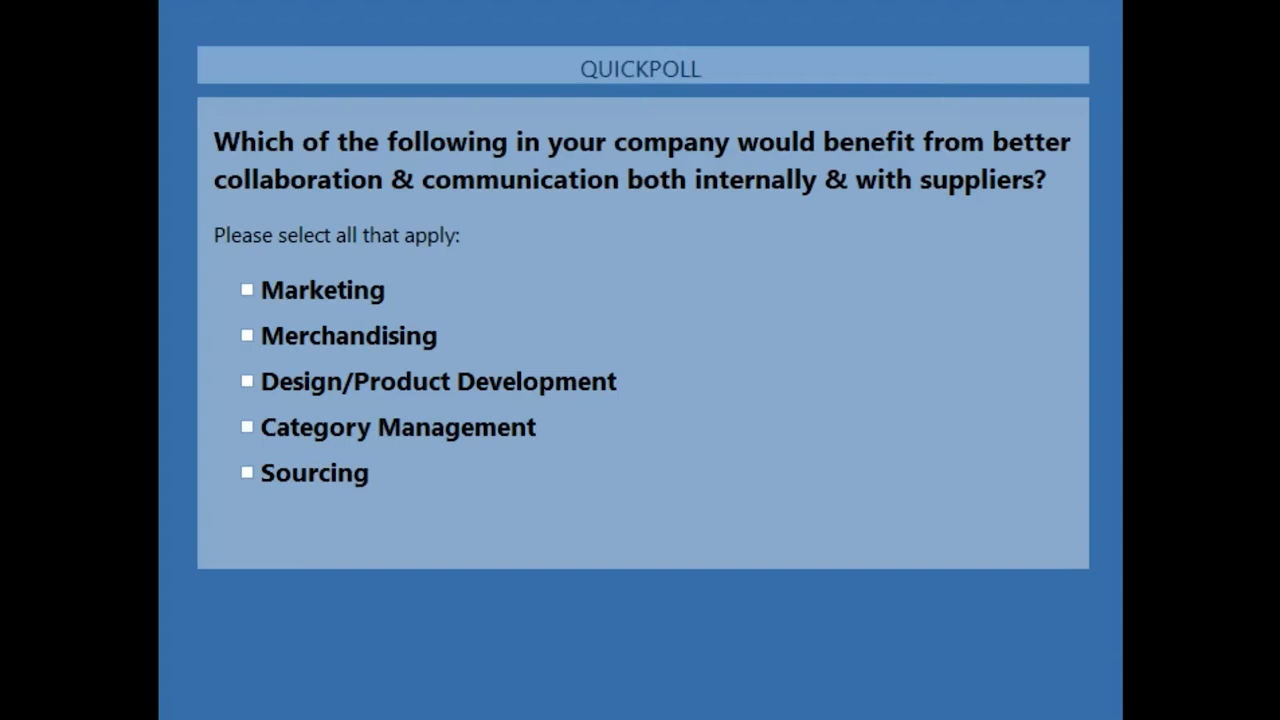 QUICKPOLL
Which of the following in your company would benefit from better
collaboration & communication both internally & with suppliers?
Please select all that apply:
Marketing
Merchandising
Design/Product Development
Category Management
Sourcing